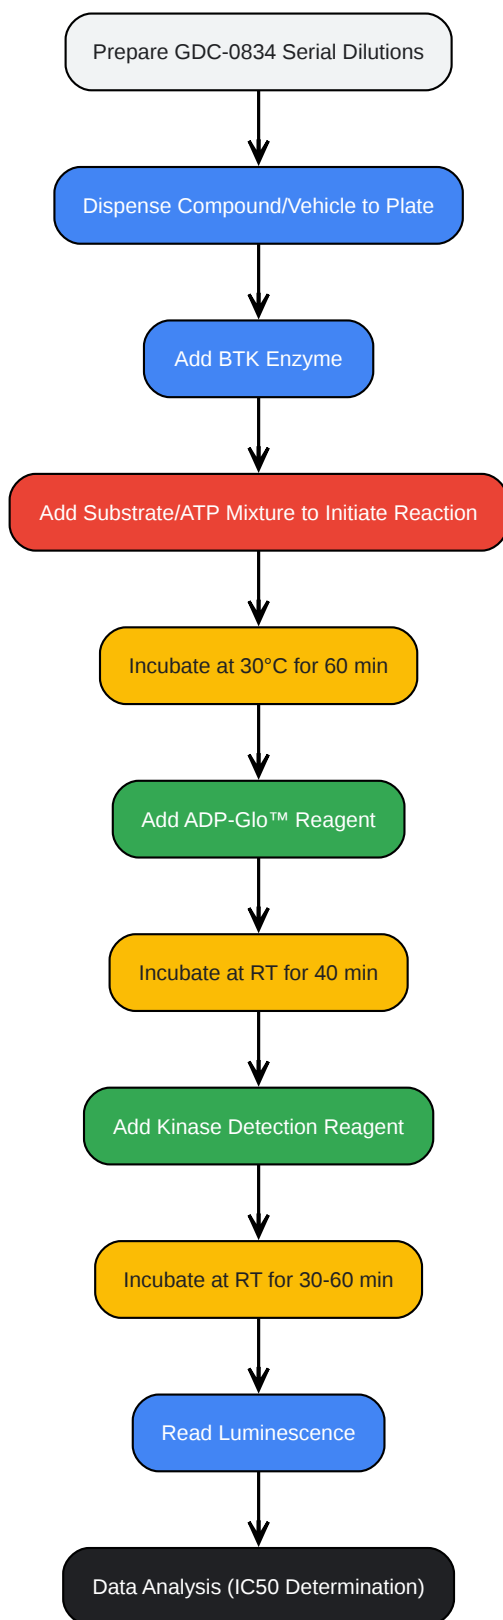 Prepare GDC-0834 Serial Dilutions
Dispense Compound/Vehicle to Plate
Add BTK Enzyme
Add Substrate/ATP Mixture to Initiate Reaction
Incubate at 30°C for 60 min
Add ADP-Glo™ Reagent
Incubate at RT for 40 min
Add Kinase Detection Reagent
Incubate at RT for 30-60 min
Read Luminescence
Data Analysis (IC50 Determination)